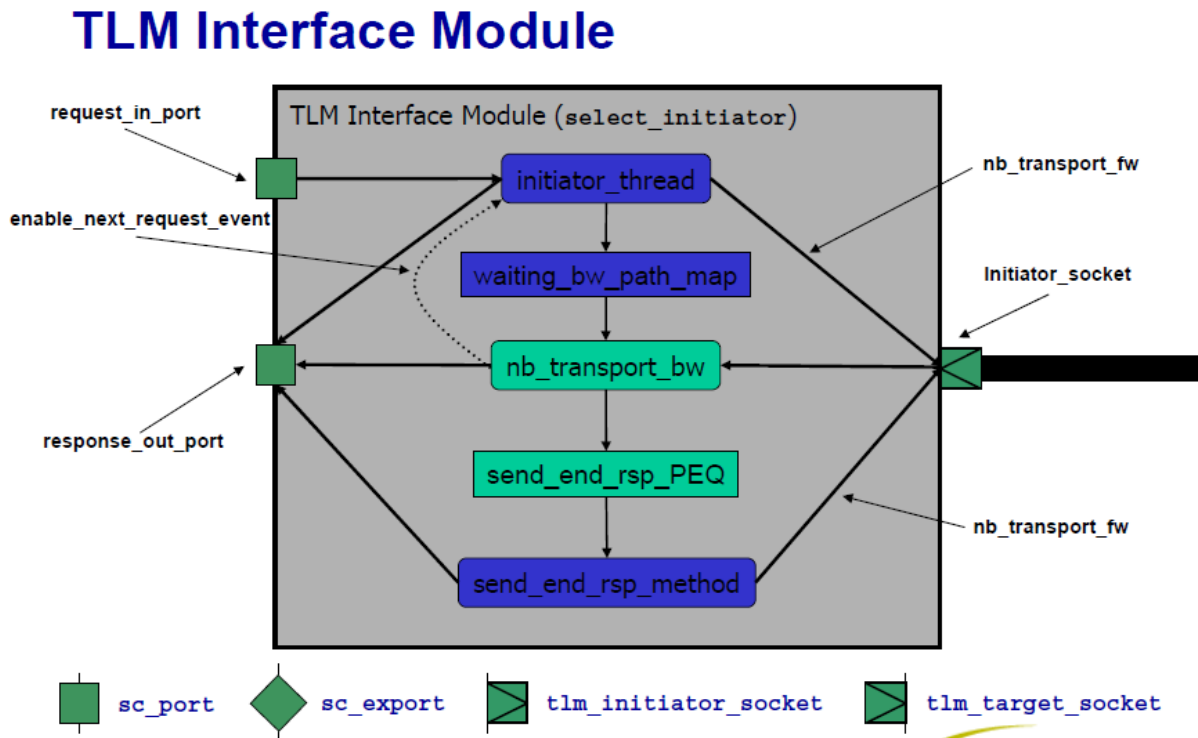 TLM Interface Module
request_in_port
TLM Interface Module (select_initiator)
initiator_thread
nb_transport_fw
enable_next_request_event
waiting_bw_path_map
Initiator_socket
nb_transport_bw
response_out_port
send_end_rsp_PEQ
nb_transport_fw
send_end_rsp_method
sc_port
sc_export
tlm_initiator_socket
tlm_target_socket